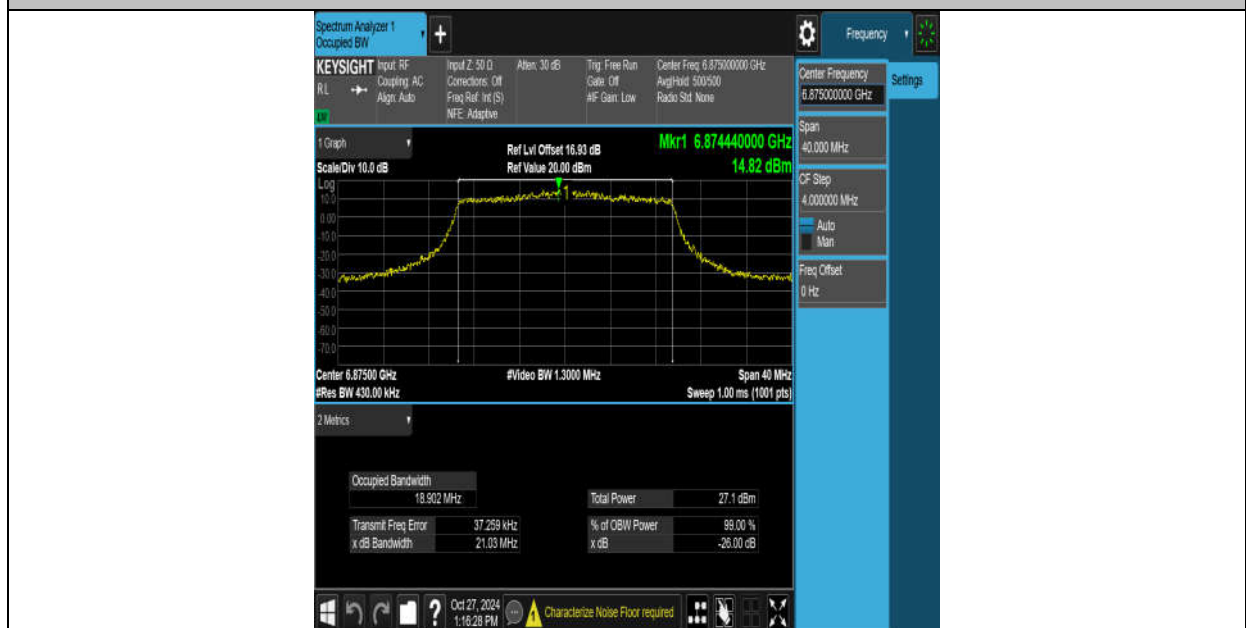 Spectrum Analyzer 1
Occupied BW
+
Frequency
KEYSIGHT
RL
LW
Input: RF
Coupling: AC
Align: Auto
Input Z: 50 Ω
Corrections: Off
Freq Ref: Int (S)
NFE: Adaptive
Atten: 30 dB
Trig: Free Run
Gate: Off
#IF Gain: Low
Center Freq: 6.875000000 GHz
Avg|Hold: 500/500
Radio Std: None
Center Frequency
6.875000000 GHz
Settings
Span
40.000 MHz
CF Step
4.000000 MHz
Auto
Man
Freq Offset
0 Hz
1 Graph
Scale/Div 10.0 dB
Ref Lvl Offset 16.93 dB
Ref Value 20.00 dBm
Mkr1 6.874440000 GHz
14.82 dBm
Log
10.0
0.00
-10.0
-20.0
-30.0
-40.0
-50.0
-60.0
-70.0
1
Center 6.87500 GHz
#Video BW 1.3000 MHz
Span 40 MHz
#Res BW 430.00 kHz
Sweep 1.00 ms (1001 pts)
2 Metrics
Occupied Bandwidth
18.902 MHz
Total Power 27.1 dBm
Transmit Freq Error 37.259 kHz
% of OBW Power 99.00 %
x dB Bandwidth 21.03 MHz
x dB -26.00 dB
?
Oct 27, 2024
1:16:28 PM
Characterize Noise Floor required